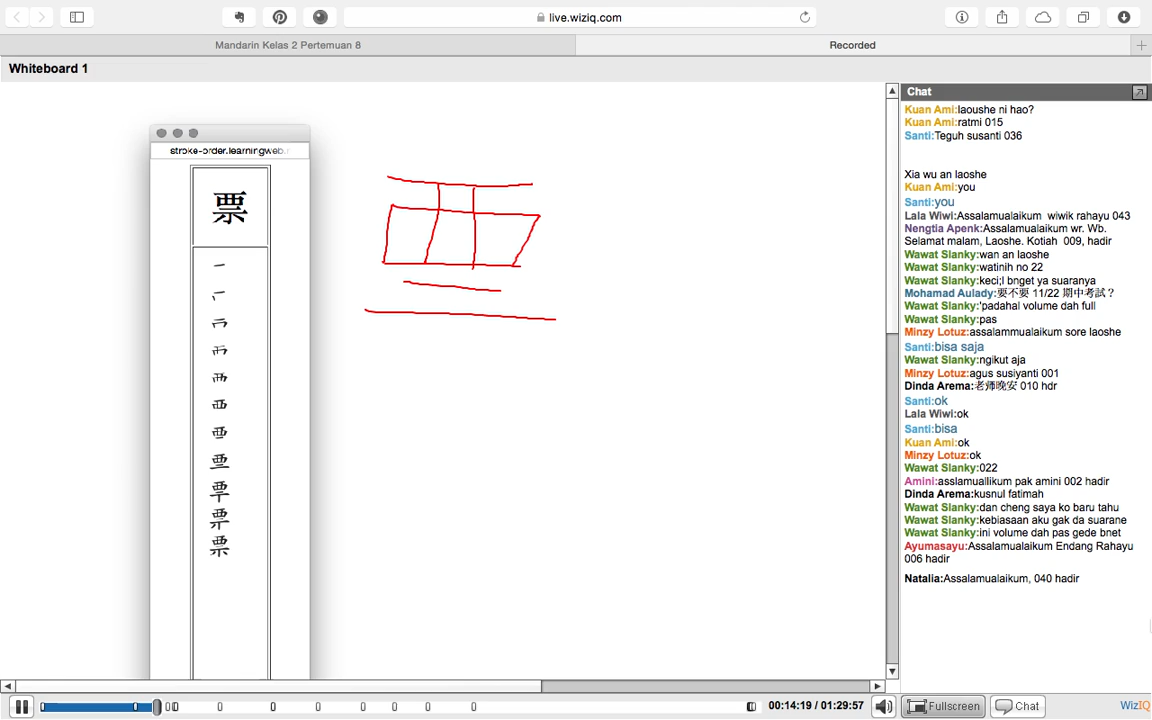 live.wiziq.com
Mandarin Kelas 2 Pertemuan 8
Recorded
Whiteboard 1
stroke-order.learningweb.
票
Chat
Kuan Ami:laoushe ni hao?
Kuan Ami:ratmi 015
Santi:Teguh susanti 036
Xia wu an laoshe
Kuan Ami:you
Santi:you
Lala Wiwi:Assalamualaikum wiwik rahayu 043
Nengtia Apenk:Assalamualaikum wr. Wb.
Selamat malam, Laoshe. Kotiah 009, hadir
Wawat Slanky:wan an laoshe
Wawat Slanky:watinih no 22
Wawat Slanky:keci;l bnget ya suaranya
Mohamad Aulady:要不要 11/22 期中考試？
Wawat Slanky:'padahal volume dah full
Wawat Slanky:pas
Minzy Lotuz:assalammualaikum sore laoshe
Santi:bisa saja
Wawat Slanky:ngikut aja
Minzy Lotuz:agus susiyanti 001
Dinda Arema:老师晚安 010 hdr
Santi:ok
Lala Wiwi:ok
Santi:bisa
Kuan Ami:ok
Minzy Lotuz:ok
Wawat Slanky:022
Amini:asslamuallikum pak amini 002 hadir
Dinda Arema:kusnul fatimah
Wawat Slanky:dan cheng saya ko baru tahu
Wawat Slanky:kebiasaan aku gak da suarane
Wawat Slanky:ini volume dah pas gede bnet
Ayumasayu:Assalamualaikum Endang Rahayu
006 hadir
Natalia:Assalamualaikum, 040 hadir
00:14:19 / 01:29:57
Fullscreen
Chat
WizIQ